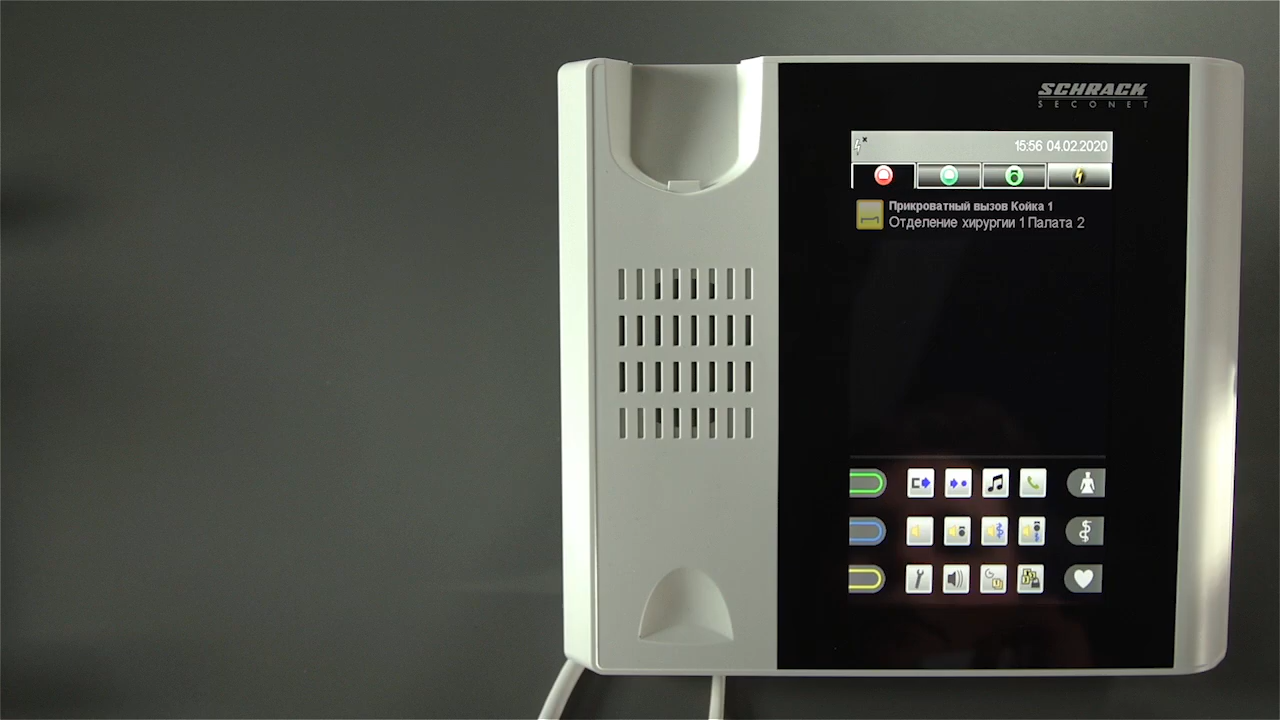 SCHRACK
SECONET
15:56 04.02.2020
Прикроватный вызов Койка 1
Отделение хирургии 1 Палата 2